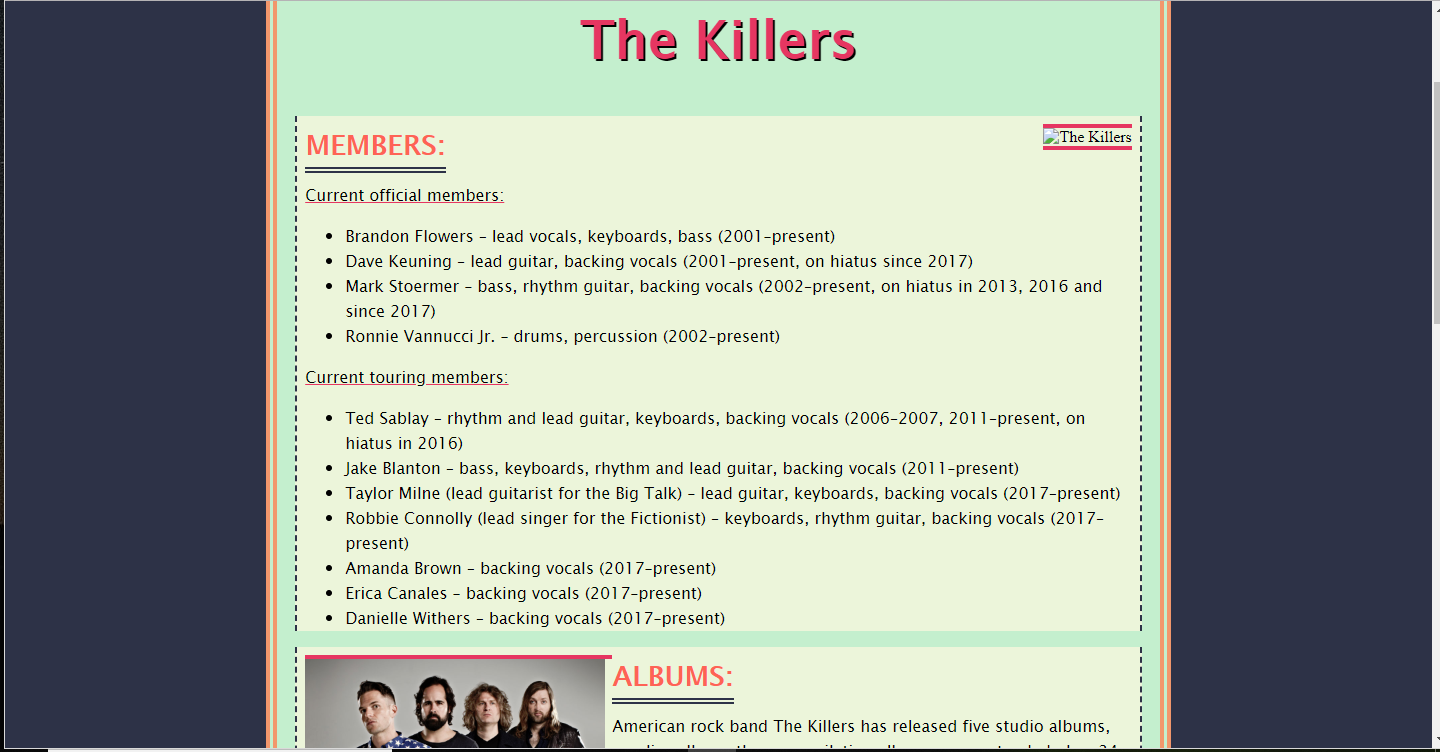 The Killers
MEMBERS:
The Killers
Current official members:
Brandon Flowers – lead vocals, keyboards, bass (2001–present)
Dave Keuning – lead guitar, backing vocals (2001–present, on hiatus since 2017)
Mark Stoermer – bass, rhythm guitar, backing vocals (2002–present, on hiatus in 2013, 2016 and
since 2017)
Ronnie Vannucci Jr. – drums, percussion (2002–present)
Current touring members:
Ted Sablay – rhythm and lead guitar, keyboards, backing vocals (2006–2007, 2011–present, on
hiatus in 2016)
Jake Blanton – bass, keyboards, rhythm and lead guitar, backing vocals (2011–present)
Taylor Milne (lead guitarist for the Big Talk) – lead guitar, keyboards, backing vocals (2017–present)
Robbie Connolly (lead singer for the Fictionist) – keyboards, rhythm guitar, backing vocals (2017–
present)
Amanda Brown – backing vocals (2017–present)
Erica Canales – backing vocals (2017–present)
Danielle Withers – backing vocals (2017–present)
ALBUMS:
American rock band The Killers has released five studio albums,